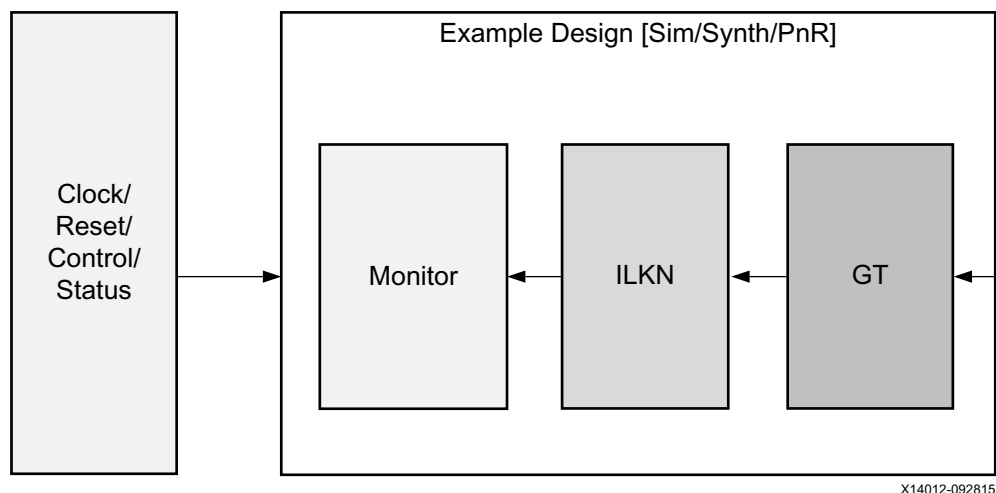 Example Design [Sim/Synth/PnR]
Clock/
Reset/
Control/
Status
Monitor
ILKN
GT
X14012-092815